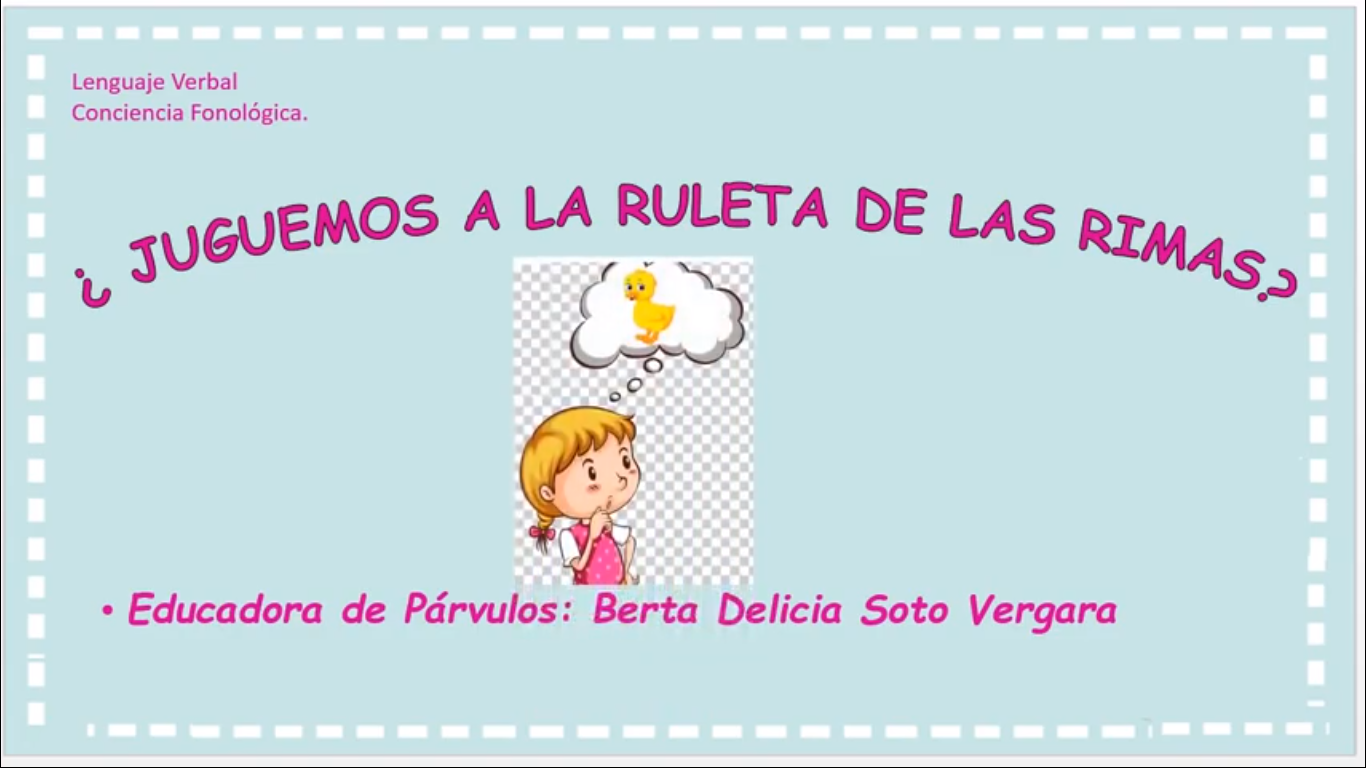 Lenguaje Verbal
Conciencia Fonológica.
¿ JUGUEMOS A LA RULETA DE LAS RIMAS.?
• Educadora de Párvulos: Berta Delicia Soto Vergara